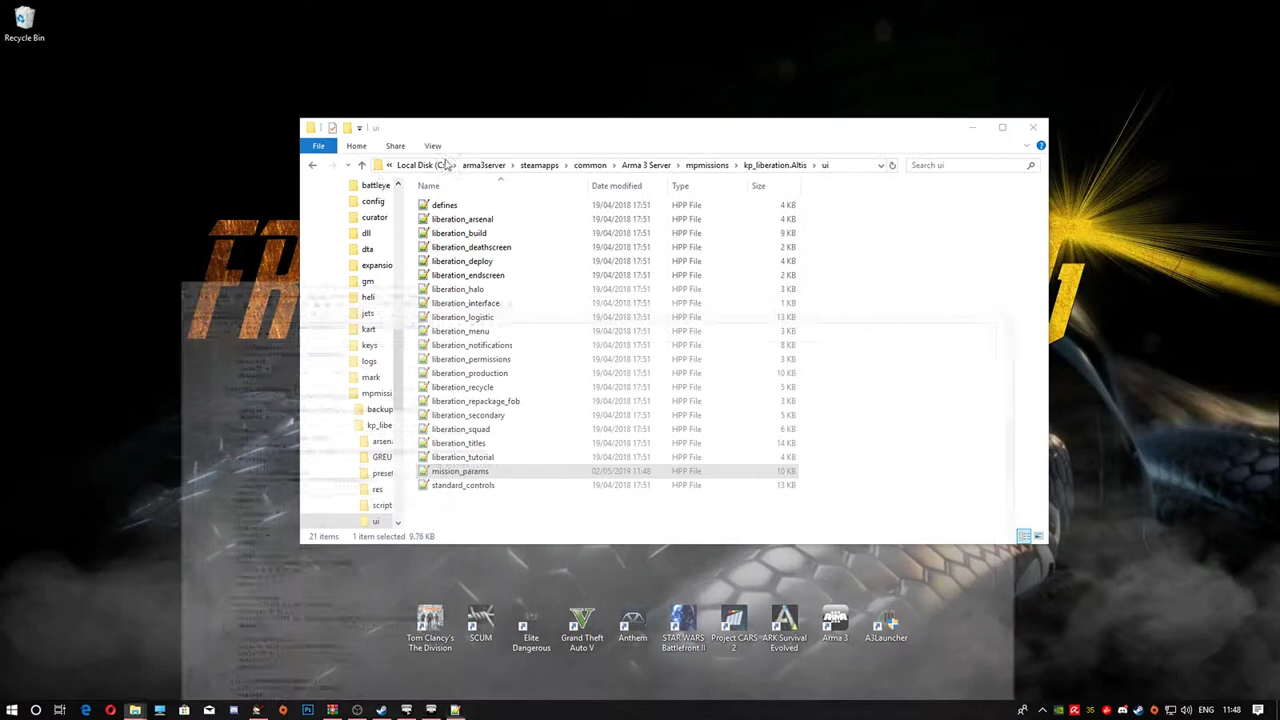 Recycle Bin
ui
File Home Share View
« Local Disk (C:) › arma3server › steamapps › common › Arma 3 Server › mpmissions › kp_liberation.Altis › ui
Search ui
Name Date modified Type Size
battleye
config
curator
dll
dta
expansio
gm
heli
jets
kart
keys
logs
mark
mpmissi
backup
kp_libe
arsena
GREU
preset
res
script
ui
defines 19/04/2018 17:51 HPP File 4 KB
liberation_arsenal 19/04/2018 17:51 HPP File 4 KB
liberation_build 19/04/2018 17:51 HPP File 9 KB
liberation_deathscreen 19/04/2018 17:51 HPP File 2 KB
liberation_deploy 19/04/2018 17:51 HPP File 4 KB
liberation_endscreen 19/04/2018 17:51 HPP File 2 KB
liberation_halo 19/04/2018 17:51 HPP File 3 KB
liberation_interface 19/04/2018 17:51 HPP File 1 KB
liberation_logistic 19/04/2018 17:51 HPP File 13 KB
liberation_menu 19/04/2018 17:51 HPP File 3 KB
liberation_notifications 19/04/2018 17:51 HPP File 8 KB
liberation_permissions 19/04/2018 17:51 HPP File 3 KB
liberation_production 19/04/2018 17:51 HPP File 10 KB
liberation_recycle 19/04/2018 17:51 HPP File 5 KB
liberation_repackage_fob 19/04/2018 17:51 HPP File 3 KB
liberation_secondary 19/04/2018 17:51 HPP File 4 KB
liberation_squad 19/04/2018 17:51 HPP File 6 KB
liberation_titles 19/04/2018 17:51 HPP File 14 KB
liberation_tutorial 19/04/2018 17:51 HPP File 4 KB
mission_params 02/05/2019 11:48 HPP File 10 KB
standard_controls 19/04/2018 17:51 HPP File 13 KB
21 items 1 item selected 9.76 KB
Tom Clancy's The Division
SCUM
Elite Dangerous
Grand Theft Auto V
Anthem
STAR WARS Battlefront II
Project CARS 2
ARK Survival Evolved
Arma 3
A3Launcher
35 ENG 11:48